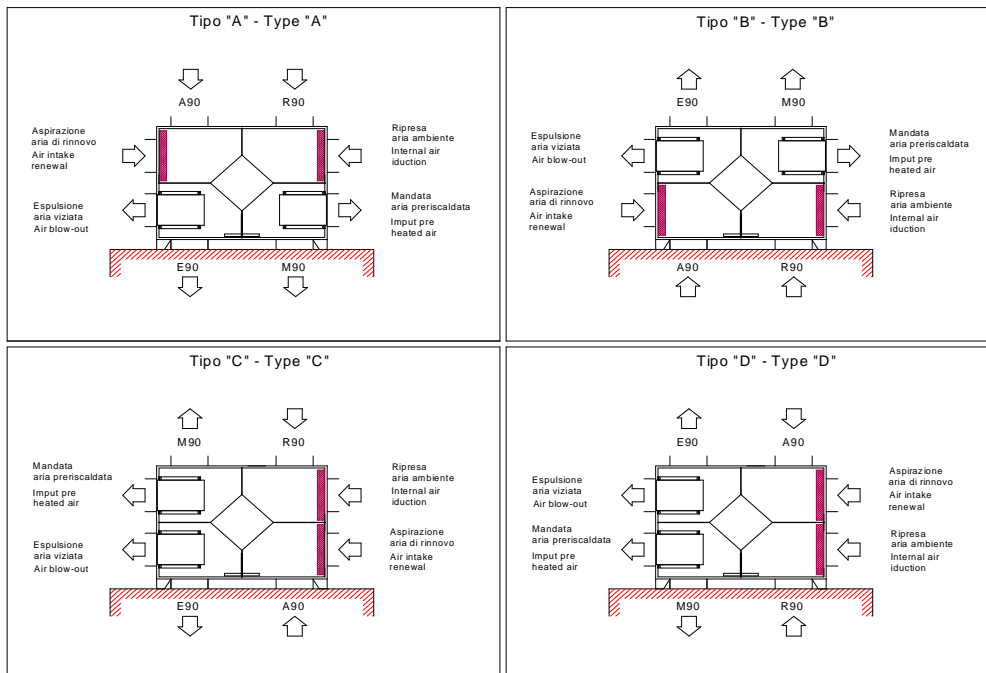 Tipo "A" - Type "A"
A90
R90
Aspirazione
aria di rinnovo
Air intake
renewal
Ripresa
aria ambiente
Internal air
iduction
Espulsione
aria viziata
Air blow-out
Mandata
aria preriscaldata
Imput pre
heated air
E90
M90
Tipo "B" - Type "B"
E90
M90
Espulsione
aria viziata
Air blow-out
Mandata
aria preriscaldata
Imput pre
heated air
Aspirazione
aria di rinnovo
Air intake
renewal
Ripresa
aria ambiente
Internal air
iduction
A90
R90
Tipo "C" - Type "C"
M90
R90
Mandata
aria preriscaldata
Imput pre
heated air
Ripresa
aria ambiente
Internal air
iduction
Espulsione
aria viziata
Air blow-out
Aspirazione
aria di rinnovo
Air intake
renewal
E90
A90
Tipo "D" - Type "D"
E90
A90
Espulsione
aria viziata
Air blow-out
Aspirazione
aria di rinnovo
Air intake
renewal
Mandata
aria preriscaldata
Imput pre
heated air
Ripresa
aria ambiente
Internal air
iduction
M90
R90